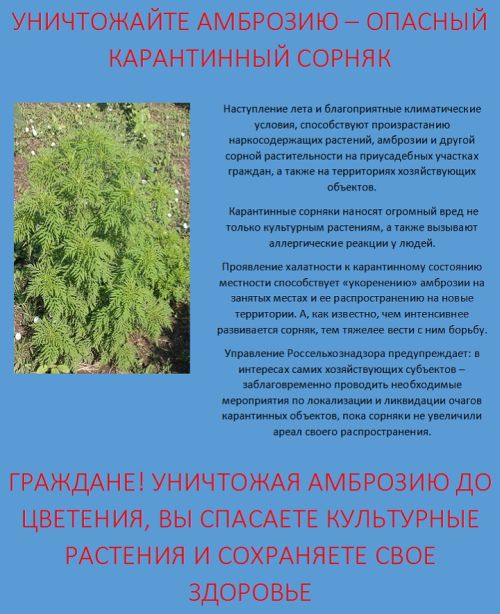 УНИЧТОЖАЙТЕ АМБРОЗИЮ – ОПАСНЫЙ
КАРАНТИННЫЙ СОРНЯК
Наступление лета и благоприятные климатические
условия, способствуют произрастанию
наркосодержащих растений, амброзии и другой
сорной растительности на приусадебных участках
граждан, а также на территориях хозяйствующих
объектов.
Карантинные сорняки наносят огромный вред не
только культурным растениям, а также вызывают
аллергические реакции у людей.
Проявление халатности к карантинному состоянию
местности способствует «укоренению» амброзии на
занятых местах и ее распространению на новые
территории. А, как известно, чем интенсивнее
развивается сорняк, тем тяжелее вести с ним борьбу.
Управление Россельхознадзора предупреждает: в
интересах самих хозяйствующих субъектов –
заблаговременно проводить необходимые
мероприятия по локализации и ликвидации очагов
карантинных объектов, пока сорняки не увеличили
ареал своего распространения.
ГРАЖДАНЕ! УНИЧТОЖАЯ АМБРОЗИЮ ДО
ЦВЕТЕНИЯ, ВЫ СПАСАЕТЕ КУЛЬТУРНЫЕ
РАСТЕНИЯ И СОХРАНЯЕТЕ СВОЕ
ЗДОРОВЬЕ